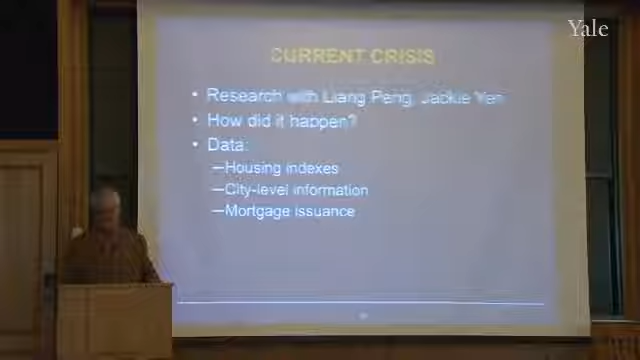 Yale
CURRENT CRISIS
• Research with Liang Peng, Jackie Yan
• How did it happen?
• Data:
–Housing indexes
–City-level information
–Mortgage issuance